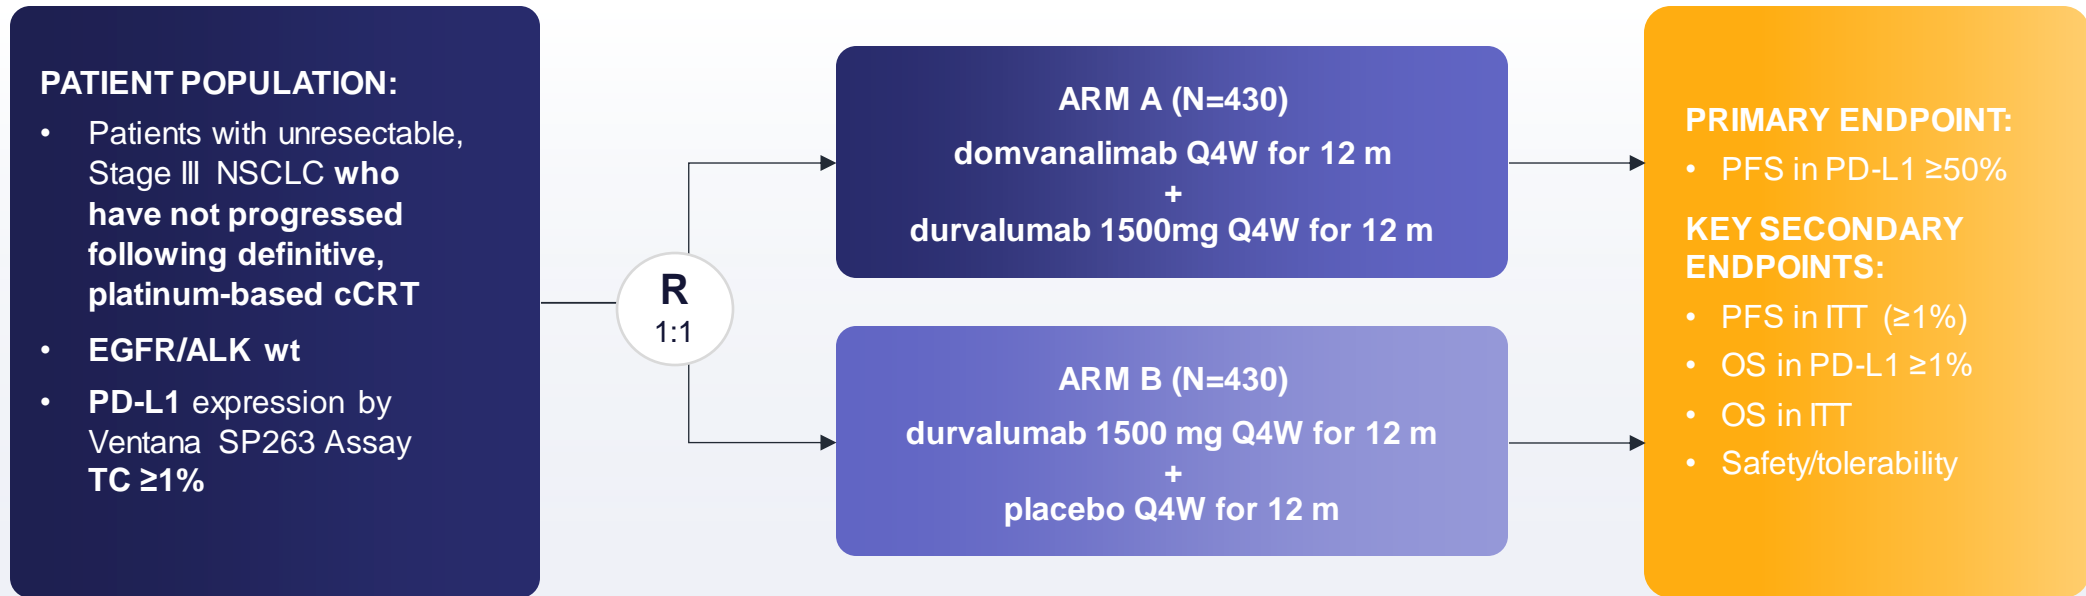 PATIENT POPULATION:
• Patients with unresectable,
Stage III NSCLC who
have not progressed
following definitive,
platinum-based cCRT
• EGFR/ALK wt
• PD-L1 expression by
Ventana SP263 Assay
TC ≥1%
R
1:1
ARM A (N=430)
domvanalimab Q4W for 12 m
+
durvalumab 1500mg Q4W for 12 m
ARM B (N=430)
durvalumab 1500 mg Q4W for 12 m
+
placebo Q4W for 12 m
PRIMARY ENDPOINT:
• PFS in PD-L1 ≥50%
KEY SECONDARY
ENDPOINTS:
• PFS in ITT (≥1%)
• OS in PD-L1 ≥1%
• OS in ITT
• Safety/tolerability